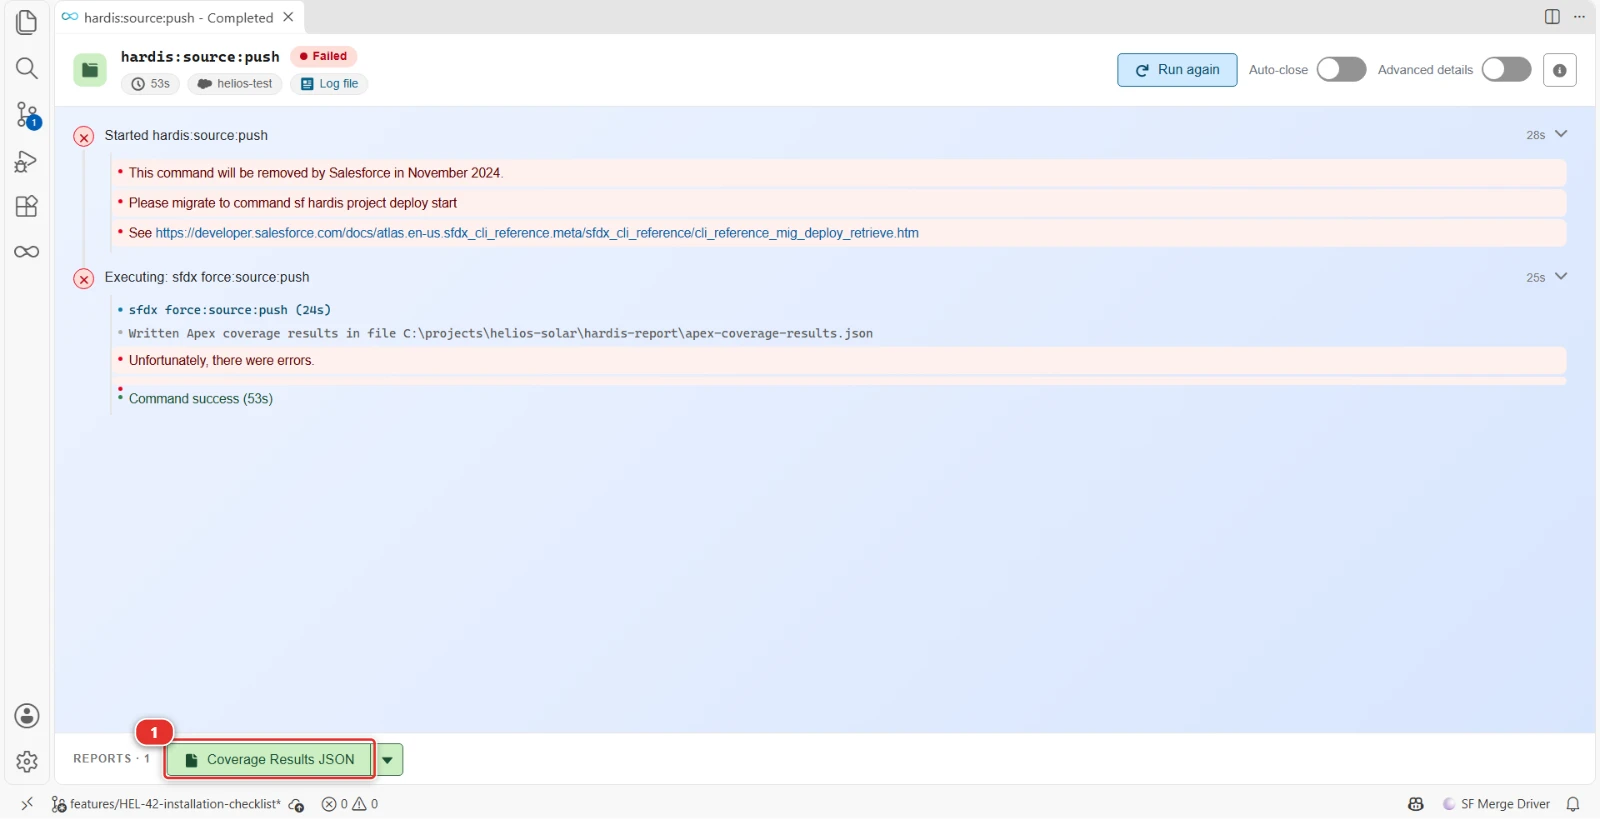 hardis:source:push - Completed
hardis:source:push
Failed
53s
helios-test
Log file
Run again
Auto-close
Advanced details
Started hardis:source:push
28s
This command will be removed by Salesforce in November 2024.
Please migrate to command sf hardis project deploy start
See https://developer.salesforce.com/docs/atlas.en-us.sfdx_cli_reference.meta/sfdx_cli_reference/cli_reference_mig_deploy_retrieve.htm
Executing: sfdx force:source:push
25s
sfdx force:source:push (24s)
Written Apex coverage results in file C:\projects\helios-solar\hardis-report\apex-coverage-results.json
Unfortunately, there were errors.
Command success (53s)
1
1
REPORTS · 1
Coverage Results JSON
features/HEL-42-installation-checklist*
0
0
SF Merge Driver